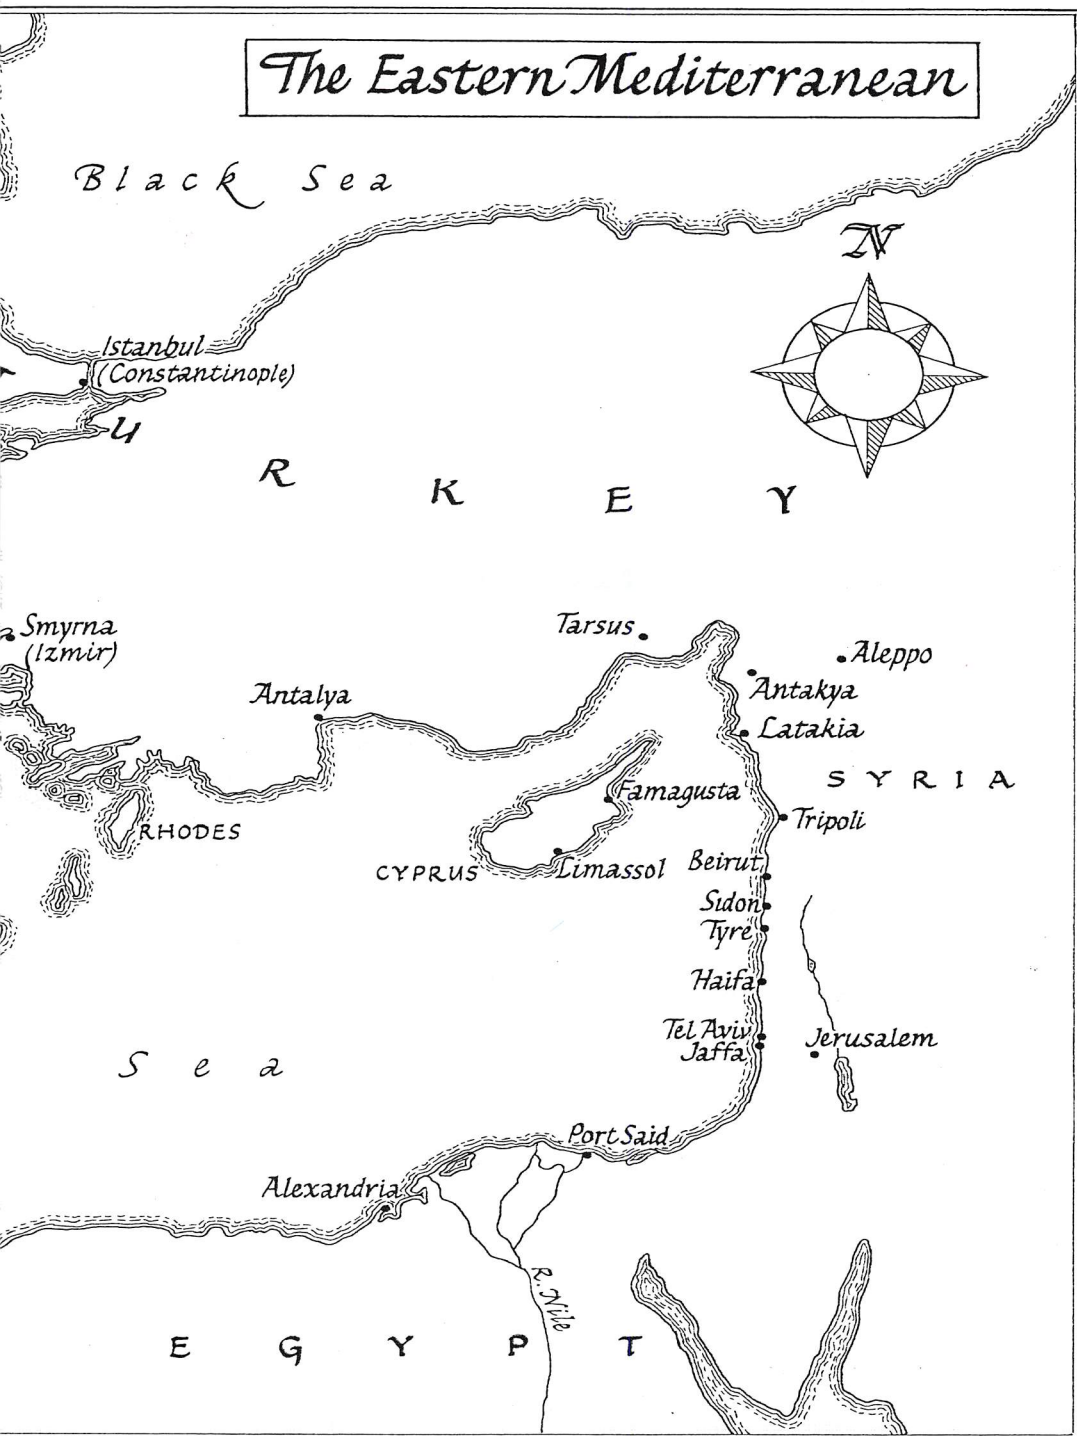 The Eastern Mediterranean
Black Sea
N
Istanbul
(Constantinople)
U R K E Y
Smyrna
(Izmir)
Tarsus
Aleppo
Antakya
Antalya
Latakia
SYRIA
Famagusta
Tripoli
RHODES
CYPRUS
Limassol
Beirut
Sidon
Tyre
Haifa
Tel Aviv
Jaffa
Jerusalem
Sea
Port Said
Alexandria
R. Nile
EGYPT